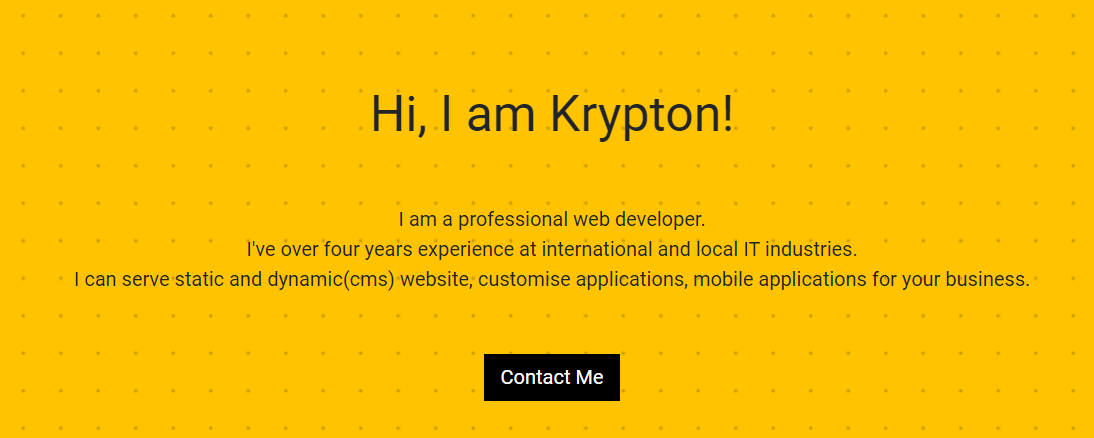 Hi, I am Krypton!
I am a professional web developer.
I've over four years experience at international and local IT industries.
I can serve static and dynamic(cms) website, customise applications, mobile applications for your business.
Contact Me